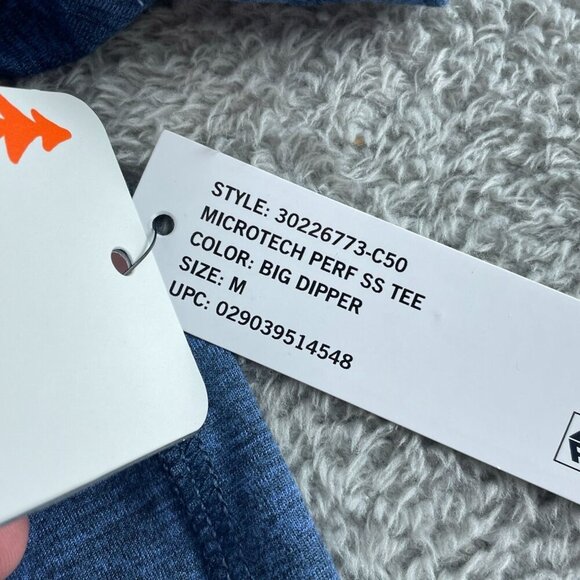 STYLE: 30226773-C50
MICROTECH PERF SS TEE
COLOR: BIG DIPPER
SIZE: M
UPC: 029039514548